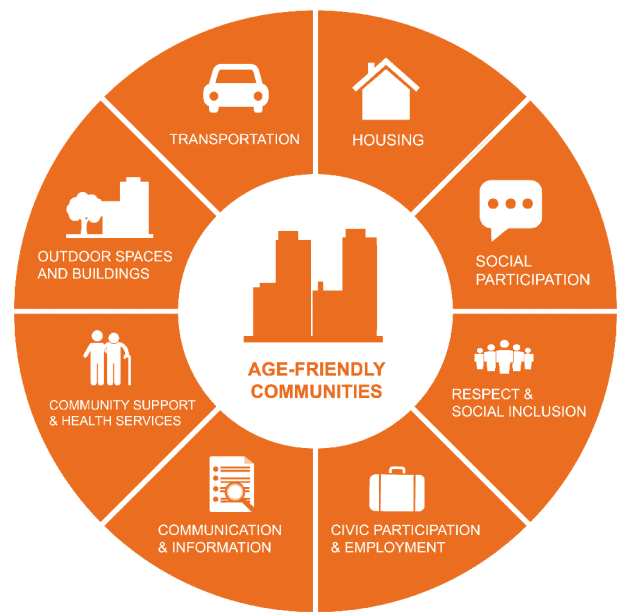 TRANSPORTATION
HOUSING
SOCIAL
PARTICIPATION
RESPECT &
SOCIAL INCLUSION
CIVIC PARTICIPATION
& EMPLOYMENT
COMMUNICATION
& INFORMATION
COMMUNITY SUPPORT
& HEALTH SERVICES
OUTDOOR SPACES
AND BUILDINGS
AGE-FRIENDLY
COMMUNITIES